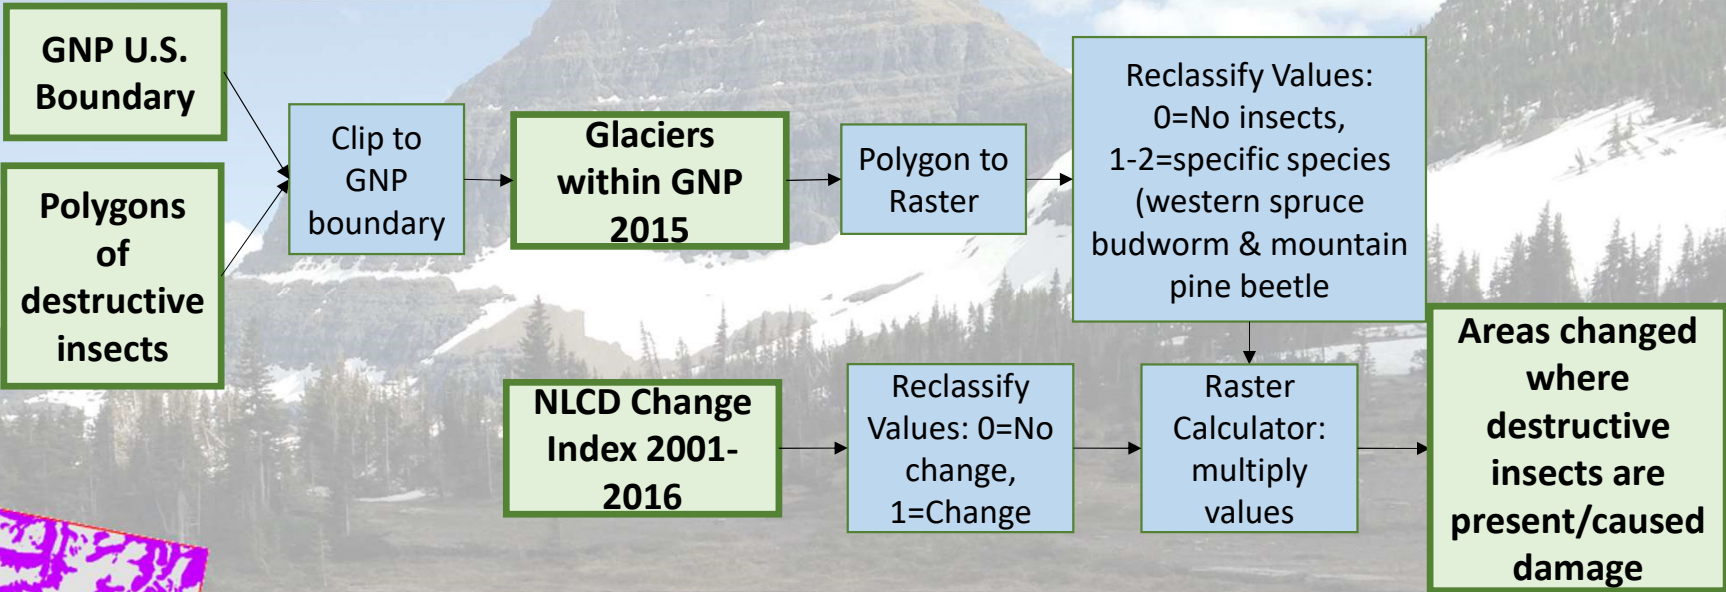 GNP U.S.
Boundary
Polygons
of
destructive
insects
Clip to
GNP
boundary
Glaciers
within GNP
2015
Polygon to
Raster
Reclassify Values:
0=No insects,
1-2=specific species
(western spruce
budworm & mountain
pine beetle
NLCD Change
Index 2001-
2016
Reclassify
Values: 0=No
change,
1=Change
Raster
Calculator:
multiply
values
Areas changed
where
destructive
insects are
present/caused
damage